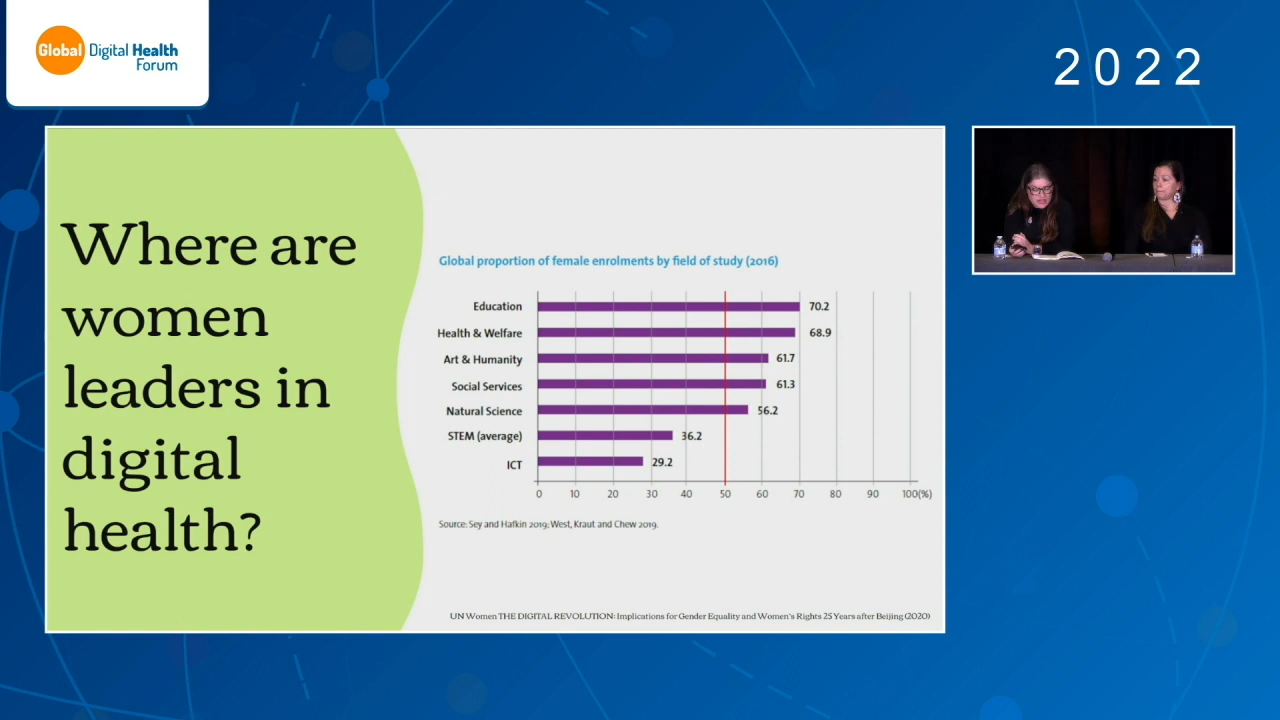 Global Digital Health
Forum
2022
Where are
women
leaders in
digital
health?
Global proportion of female enrolments by field of study (2016)
Education 70.2
Health & Welfare 68.9
Art & Humanity 61.7
Social Services 61.3
Natural Science 56.2
STEM (average) 36.2
ICT 29.2
0 10 20 30 40 50 60 70 80 90 100(%)
Source: Sey and Hafkin 2019; West, Kraut and Chew 2019.
UN Women THE DIGITAL REVOLUTION: Implications for Gender Equality and Women's Rights 25 Years after Beijing (2020)